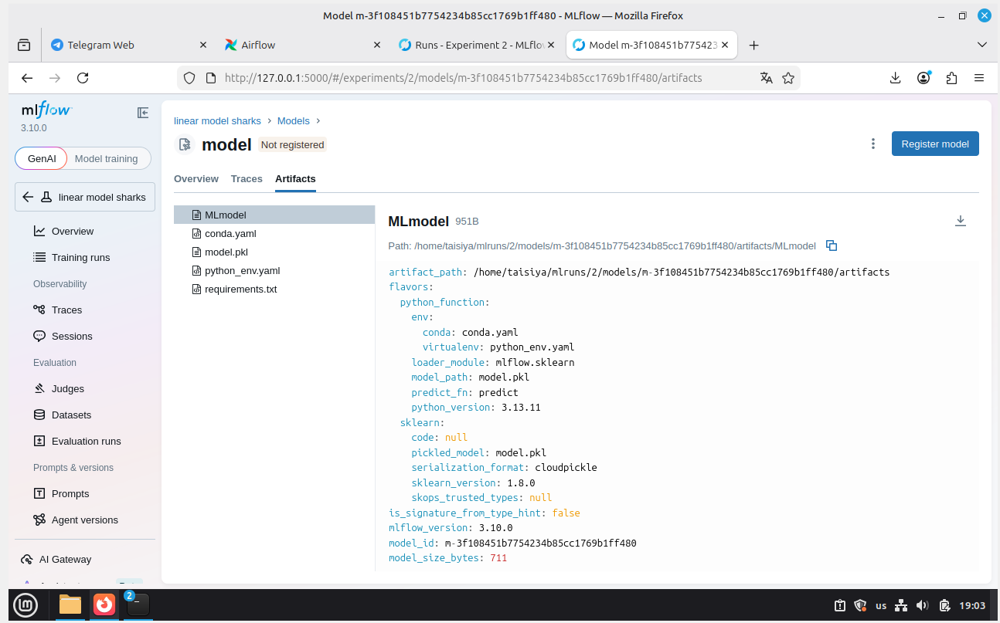 Model m-3f108451b7754234b85cc1769b1ff480 - MLflow — Mozilla Firefox
Telegram Web
Airflow
Runs - Experiment 2 - MLflow
Model m-3f108451b775423
http://127.0.0.1:5000/#/experiments/2/models/m-3f108451b7754234b85cc1769b1ff480/artifacts
mlflow
3.10.0
GenAI Model training
linear model sharks
Overview
Training runs
Observability
Traces
Sessions
Evaluation
Judges
Datasets
Evaluation runs
Prompts & versions
Prompts
Agent versions
AI Gateway
linear model sharks > Models >
model Not registered
Register model
Overview Traces Artifacts
MLmodel
conda.yaml
model.pkl
python_env.yaml
requirements.txt
MLmodel 951B
Path: /home/taisiya/mlruns/2/models/m-3f108451b7754234b85cc1769b1ff480/artifacts/MLmodel
artifact_path: /home/taisiya/mlruns/2/models/m-3f108451b7754234b85cc1769b1ff480/artifacts
flavors:
python_function:
env:
conda: conda.yaml
virtualenv: python_env.yaml
loader_module: mlflow.sklearn
model_path: model.pkl
predict_fn: predict
python_version: 3.13.11
sklearn:
code: null
pickled_model: model.pkl
serialization_format: cloudpickle
sklearn_version: 1.8.0
skops_trusted_types: null
is_signature_from_type_hint: false
mlflow_version: 3.10.0
model_id: m-3f108451b7754234b85cc1769b1ff480
model_size_bytes: 711
2
us
19:03